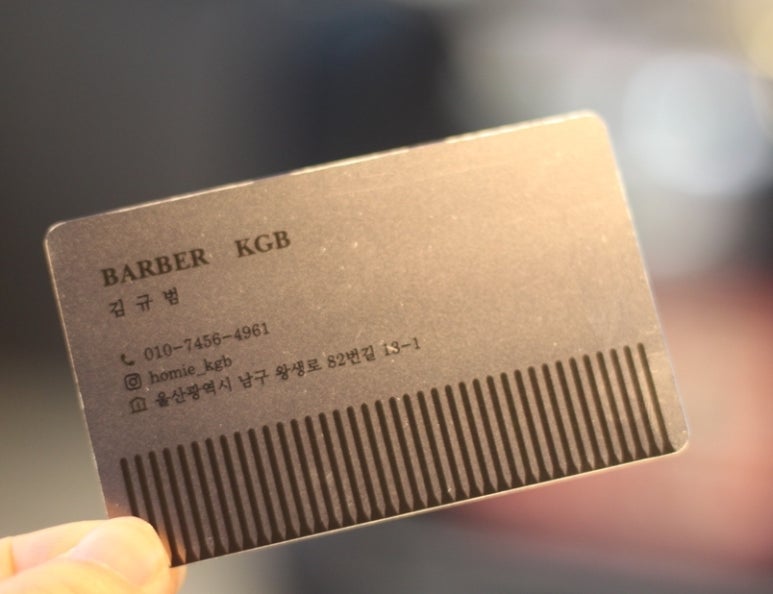 BARBER KGB
김 규 범
010-7456-4961
homie_kgb
울산광역시 남구 왕생로 82번길 13-1